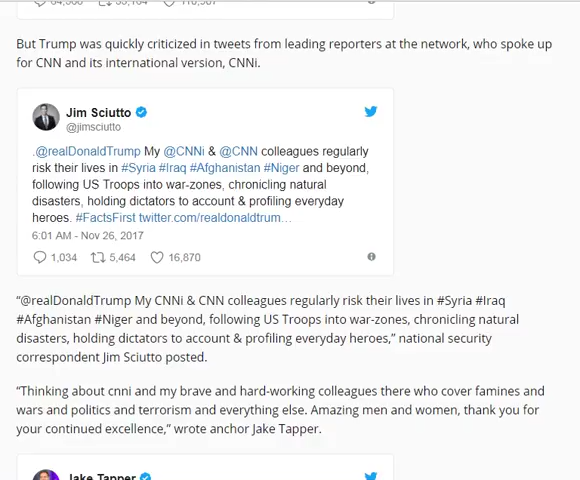 But Trump was quickly criticized in tweets from leading reporters at the network, who spoke up
for CNN and its international version, CNNi.
Jim Sciutto
@jimsciutto
.@realDonaldTrump My @CNNi & @CNN colleagues regularly
risk their lives in #Syria #Iraq #Afghanistan #Niger and beyond,
following US Troops into war-zones, chronicling natural
disasters, holding dictators to account & profiling everyday
heroes. #FactsFirst twitter.com/realdonaldtrum…
6:01 AM - Nov 26, 2017
1,034 5,464 16,870
“@realDonaldTrump My CNNi & CNN colleagues regularly risk their lives in #Syria #Iraq
#Afghanistan #Niger and beyond, following US Troops into war-zones, chronicling natural
disasters, holding dictators to account & profiling everyday heroes,” national security
correspondent Jim Sciutto posted.
“Thinking about cnni and my brave and hard-working colleagues there who cover famines and
wars and politics and terrorism and everything else. Amazing men and women, thank you for
your continued excellence,” wrote anchor Jake Tapper.
Jake Tapper